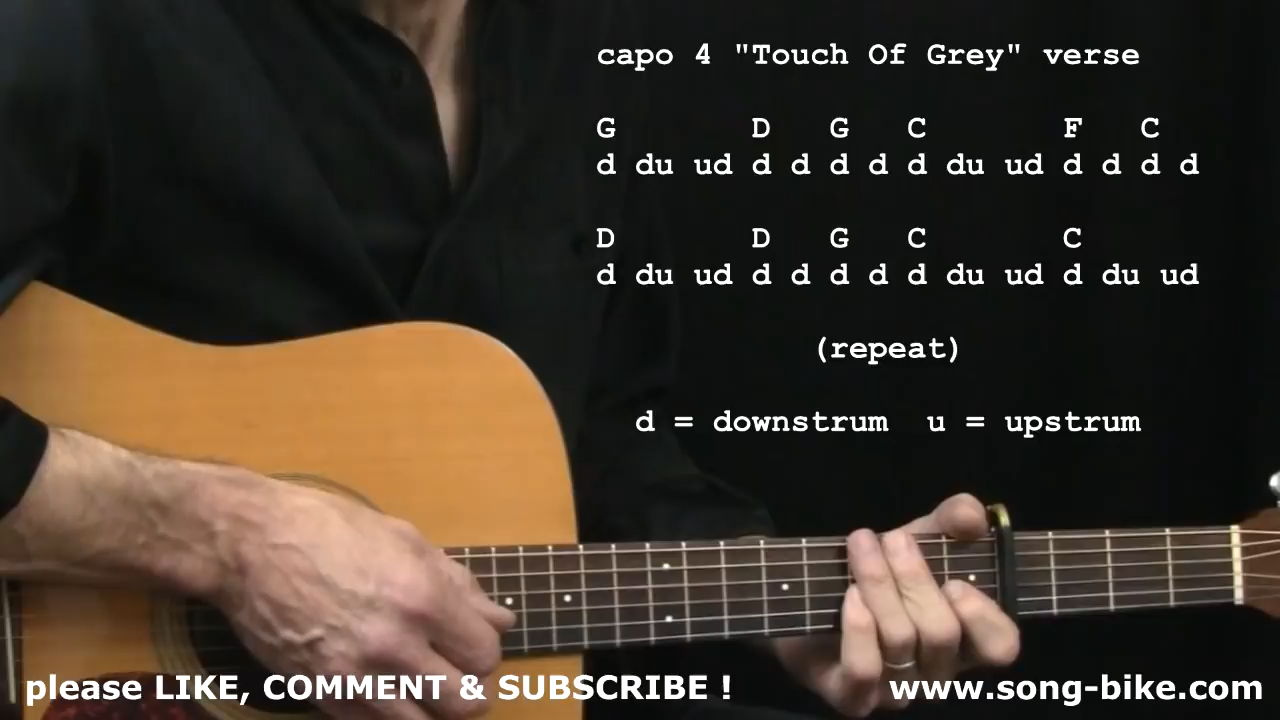 capo 4 "Touch Of Grey" verse
G       D   G   C       F   C
d du ud d d d d d du ud d d d d
D       D   G   C       C
d du ud d d d d d du ud d du ud
(repeat)
d = downstrum  u = upstrum
please LIKE, COMMENT & SUBSCRIBE !
www.song-bike.com